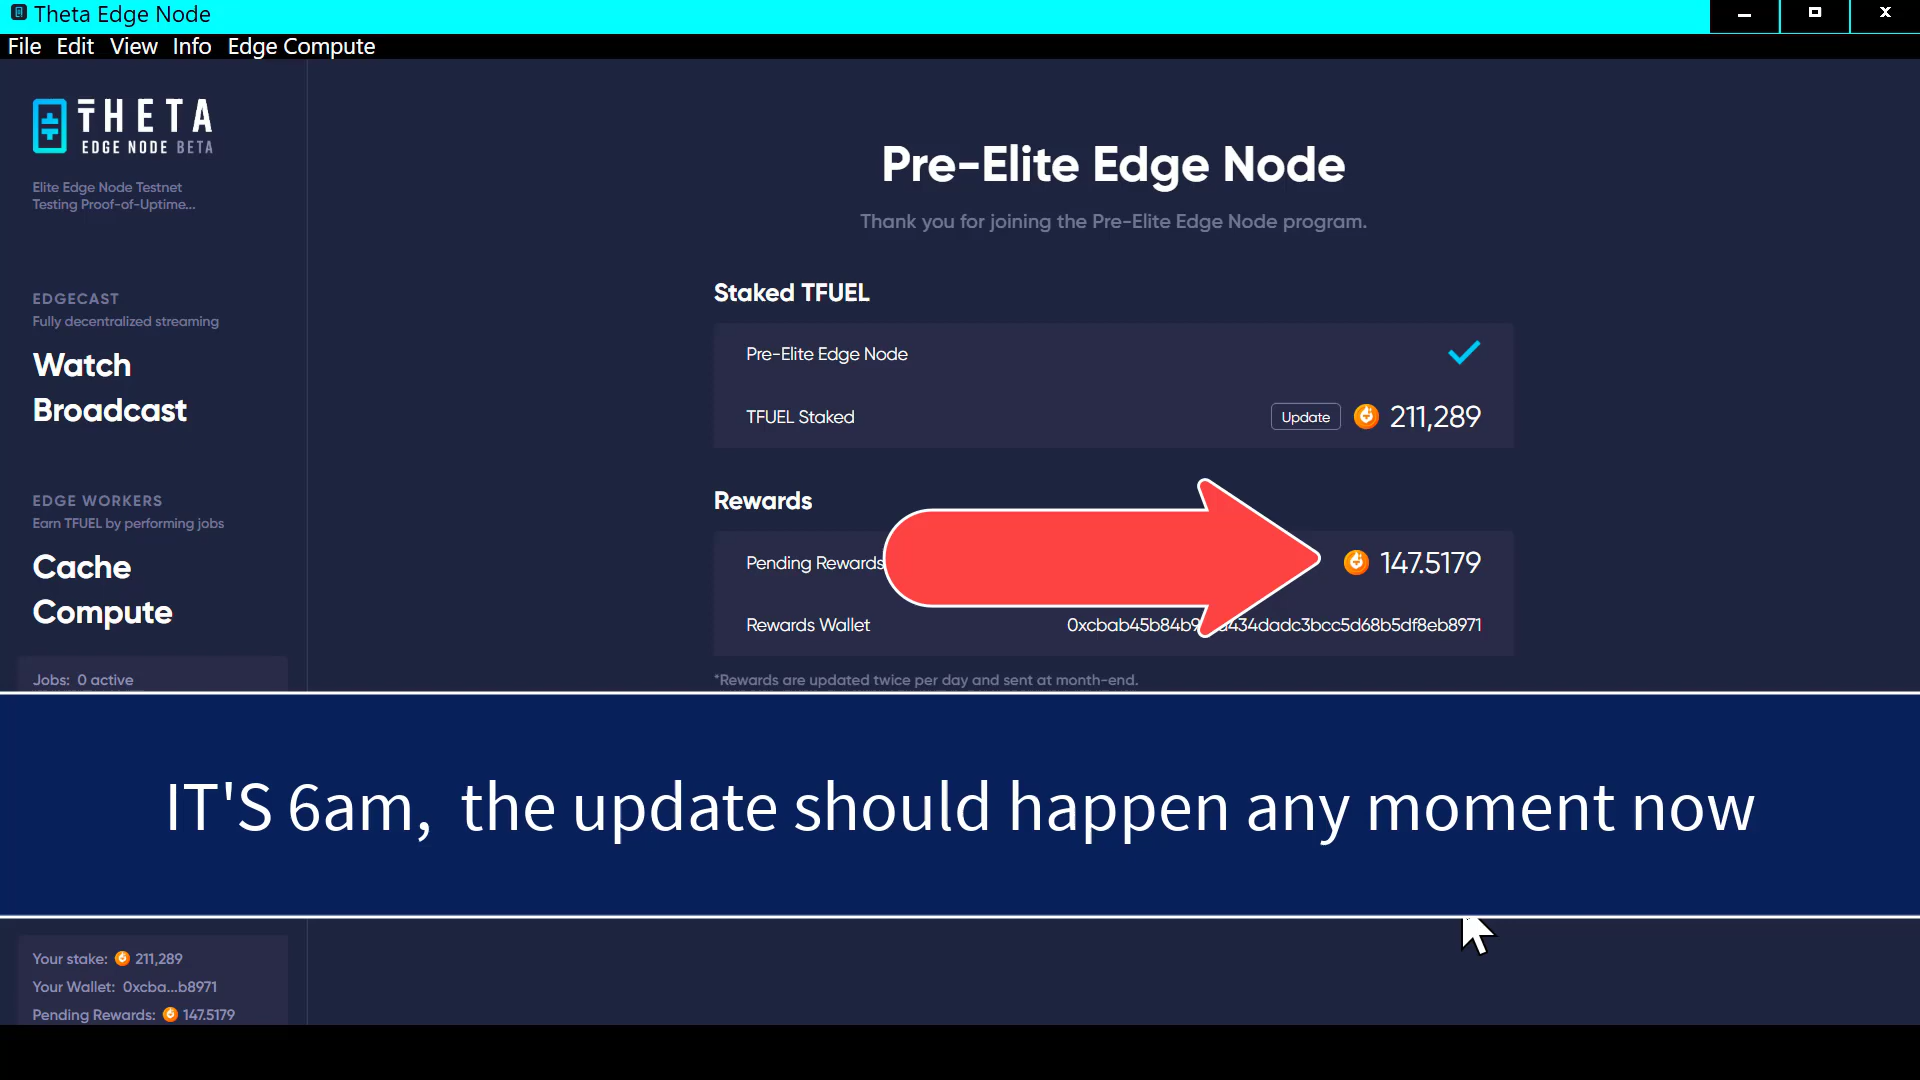 Theta Edge Node
File Edit View Info Edge Compute
THETA
EDGE NODE BETA
Elite Edge Node Testnet
Testing Proof-of-Uptime...
EDGECAST
Fully decentralized streaming
Watch
Broadcast
EDGE WORKERS
Earn TFUEL by performing jobs
Cache
Compute
Jobs: 0 active
Pre-Elite Edge Node
Thank you for joining the Pre-Elite Edge Node program.
Staked TFUEL
Pre-Elite Edge Node
TFUEL Staked Update 211,289
Rewards
Pending Rewards 147.5179
Rewards Wallet
*Rewards are updated twice per day and sent at month-end.
IT'S 6am, the update should happen any moment now
Your stake: 211,289
Your Wallet: 0xcba...b8971
Pending Rewards: 147.5179